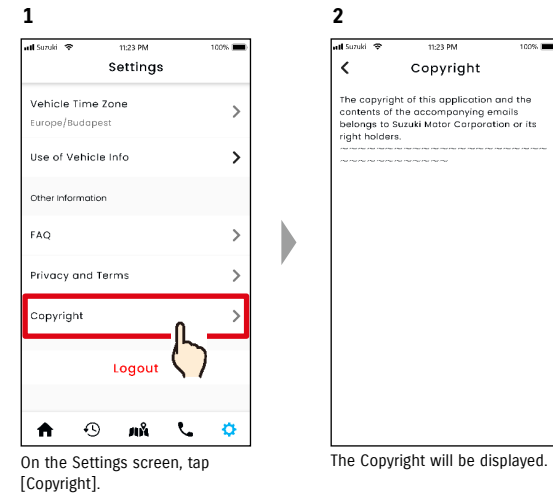 1
Suzuki 11:23 PM 100%
Settings
Vehicle Time Zone
Europe/Budapest
Use of Vehicle Info
Other Information
FAQ
Privacy and Terms
Copyright
Logout
On the Settings screen, tap
[Copyright].
2
Suzuki 11:23 PM 100%
Copyright
The copyright of this application and the
contents of the accompanying emails
belongs to Suzuki Motor Corporation or its
right holders.
~~~~~~~~~~~~~~~~~~~~~~~
~~~~~~~~~~~~
The Copyright will be displayed.